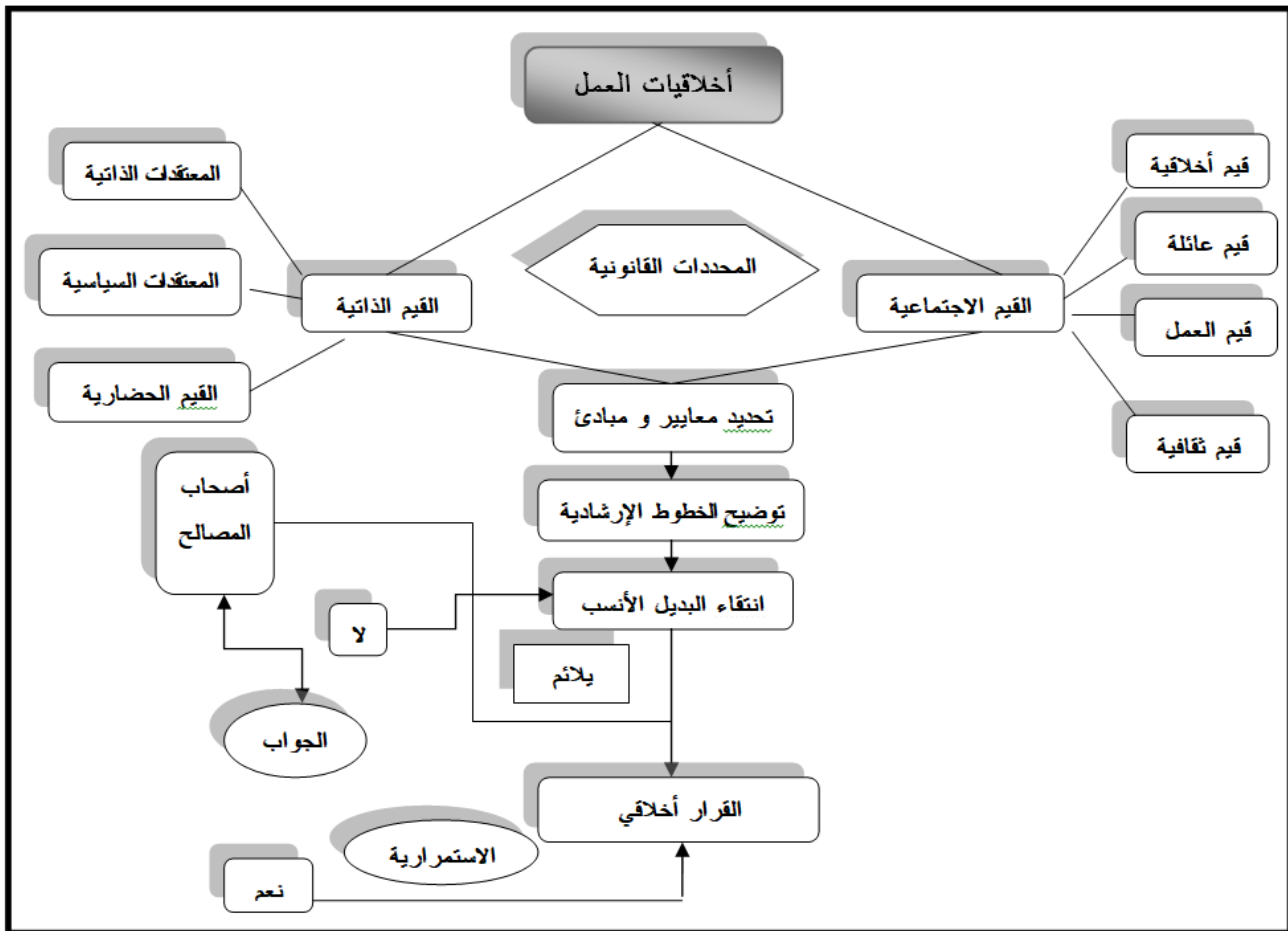 أخلاقيات العمل
قيم أخلاقية
المعتقدات الذاتية
قيم عائلة
المحددات القانونية
المعتقدات السياسية
القيم الاجتماعية
القيم الذاتية
قيم العمل
القيم الحضارية
تحديد معايير و مبادئ
قيم ثقافية
أصحاب
المصالح
توضيح الخطوط الإرشادية
انتقاء البديل الأنسب
لا
يلائم
الجواب
القرار أخلاقي
الاستمرارية
نعم